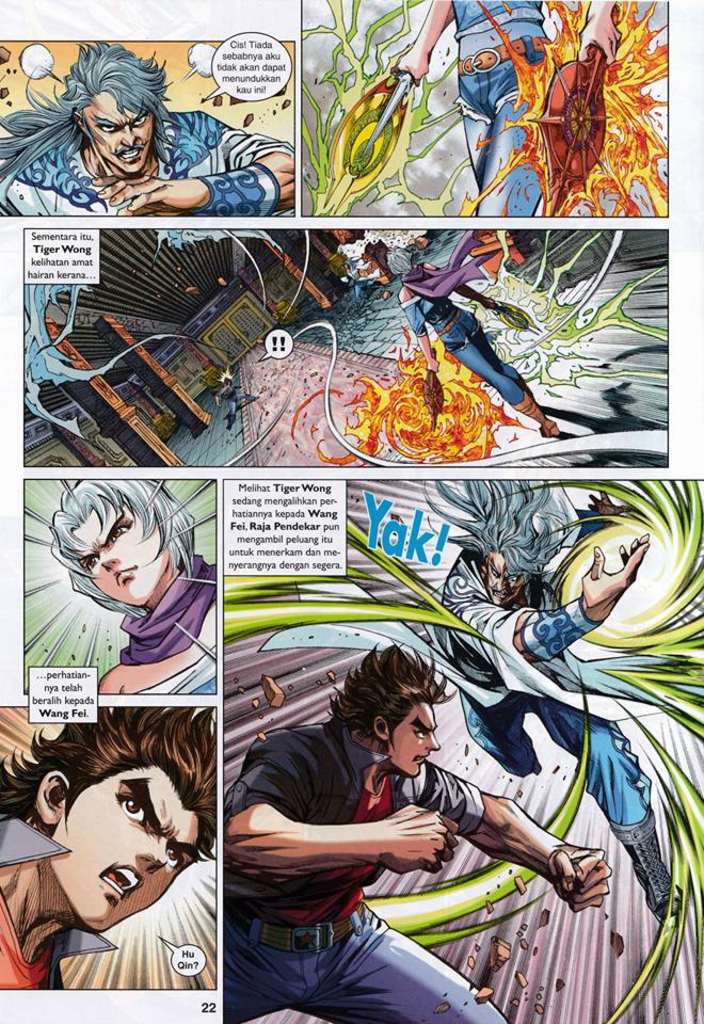 Cis! Tiada
sebabnya aku
tidak akan dapat
menundukkan
kau ini!
Sementara itu,
Tiger Wong
kelihatan amat
hairan kerana...
!!
...perhatian-
nya telah
beralih kepada
Wang Fei.
Melihat Tiger Wong
sedang mengalihkan per-
hatiannya kepada Wang
Fei, Raja Pendekar pun
mengambil peluang itu
untuk menerkam dan me-
nyerangnya dengan segera.
Yak!
Hu
Qin?
22